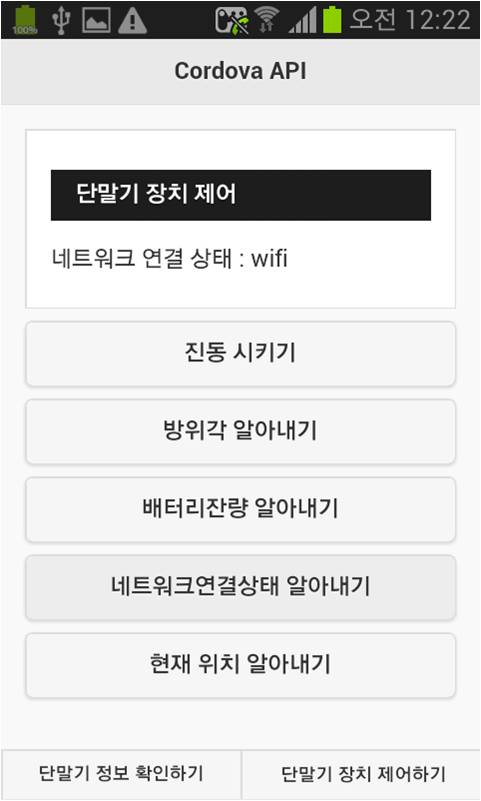 100% 오전 12:22
Cordova API
단말기 장치 제어
네트워크 연결 상태 : wifi
진동 시키기
방위각 알아내기
배터리잔량 알아내기
네트워크연결상태 알아내기
현재 위치 알아내기
단말기 정보 확인하기 단말기 장치 제어하기